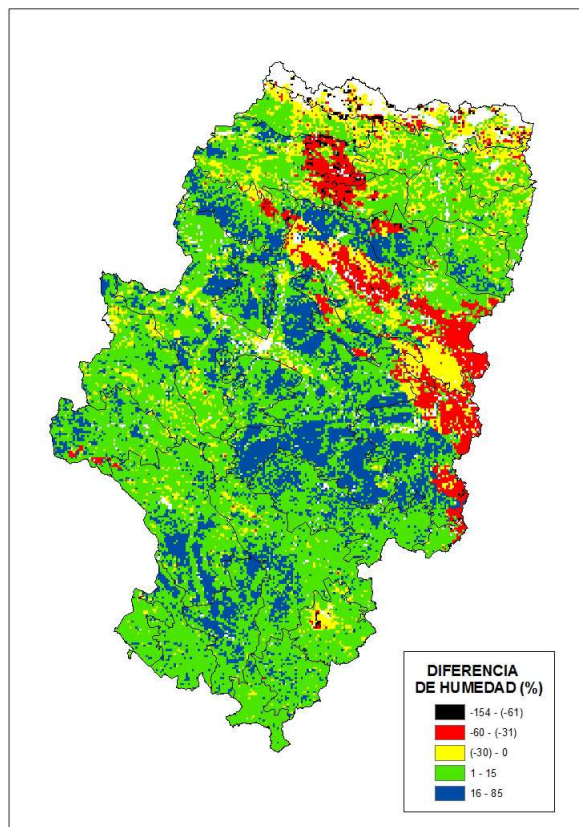 DIFERENCIA
DE HUMEDAD (%)
-154 - (-61)
-60 - (-31)
(-30) - 0
1 - 15
16 - 85